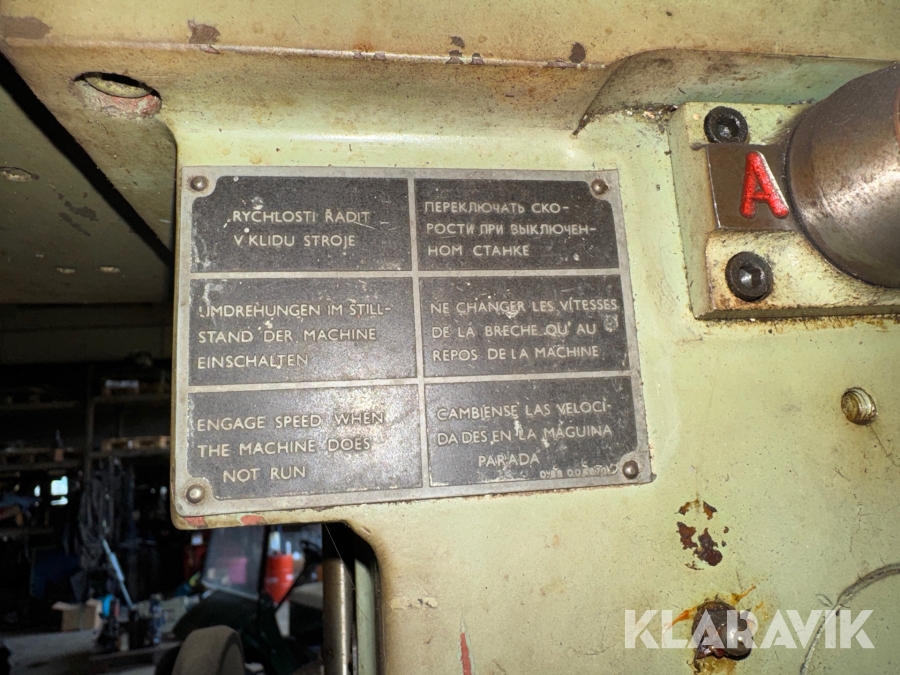 RYCHLOSTI ŘADIT
V KLIDU STROJE
ПЕРЕКЛЮЧАТЬ СКО-
РОСТИ ПРИ ВЫКЛЮЧЕН-
НОМ СТАНКЕ
UMDREHUNGEN IM STILL-
STAND DER MACHINE
EINSCHALTEN
NE CHANGER LES VITESSES
DE LA BRECHE QU' AU
REPOS DE LA MACHINE
ENGAGE SPEED WHEN
THE MACHINE DOES
NOT RUN
CAMBIENSE LAS VELOCI-
DADES EN LA MAGUINA
PARADA
A
KLARAVIK